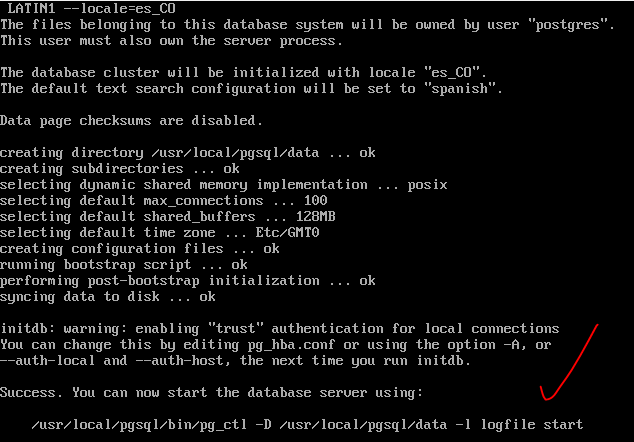 LATIN1 --locale=es_CO
The files belonging to this database system will be owned by user "postgres".
This user must also own the server process.
The database cluster will be initialized with locale "es_CO".
The default text search configuration will be set to "spanish".
Data page checksums are disabled.
creating directory /usr/local/pgsql/data ... ok
creating subdirectories ... ok
selecting dynamic shared memory implementation ... posix
selecting default max_connections ... 100
selecting default shared_buffers ... 128MB
selecting default time zone ... Etc/GMT0
creating configuration files ... ok
running bootstrap script ... ok
performing post-bootstrap initialization ... ok
syncing data to disk ... ok
initdb: warning: enabling "trust" authentication for local connections
You can change this by editing pg_hba.conf or using the option -A, or
--auth-local and --auth-host, the next time you run initdb.
Success. You can now start the database server using:
/usr/local/pgsql/bin/pg_ctl -D /usr/local/pgsql/data -l logfile start